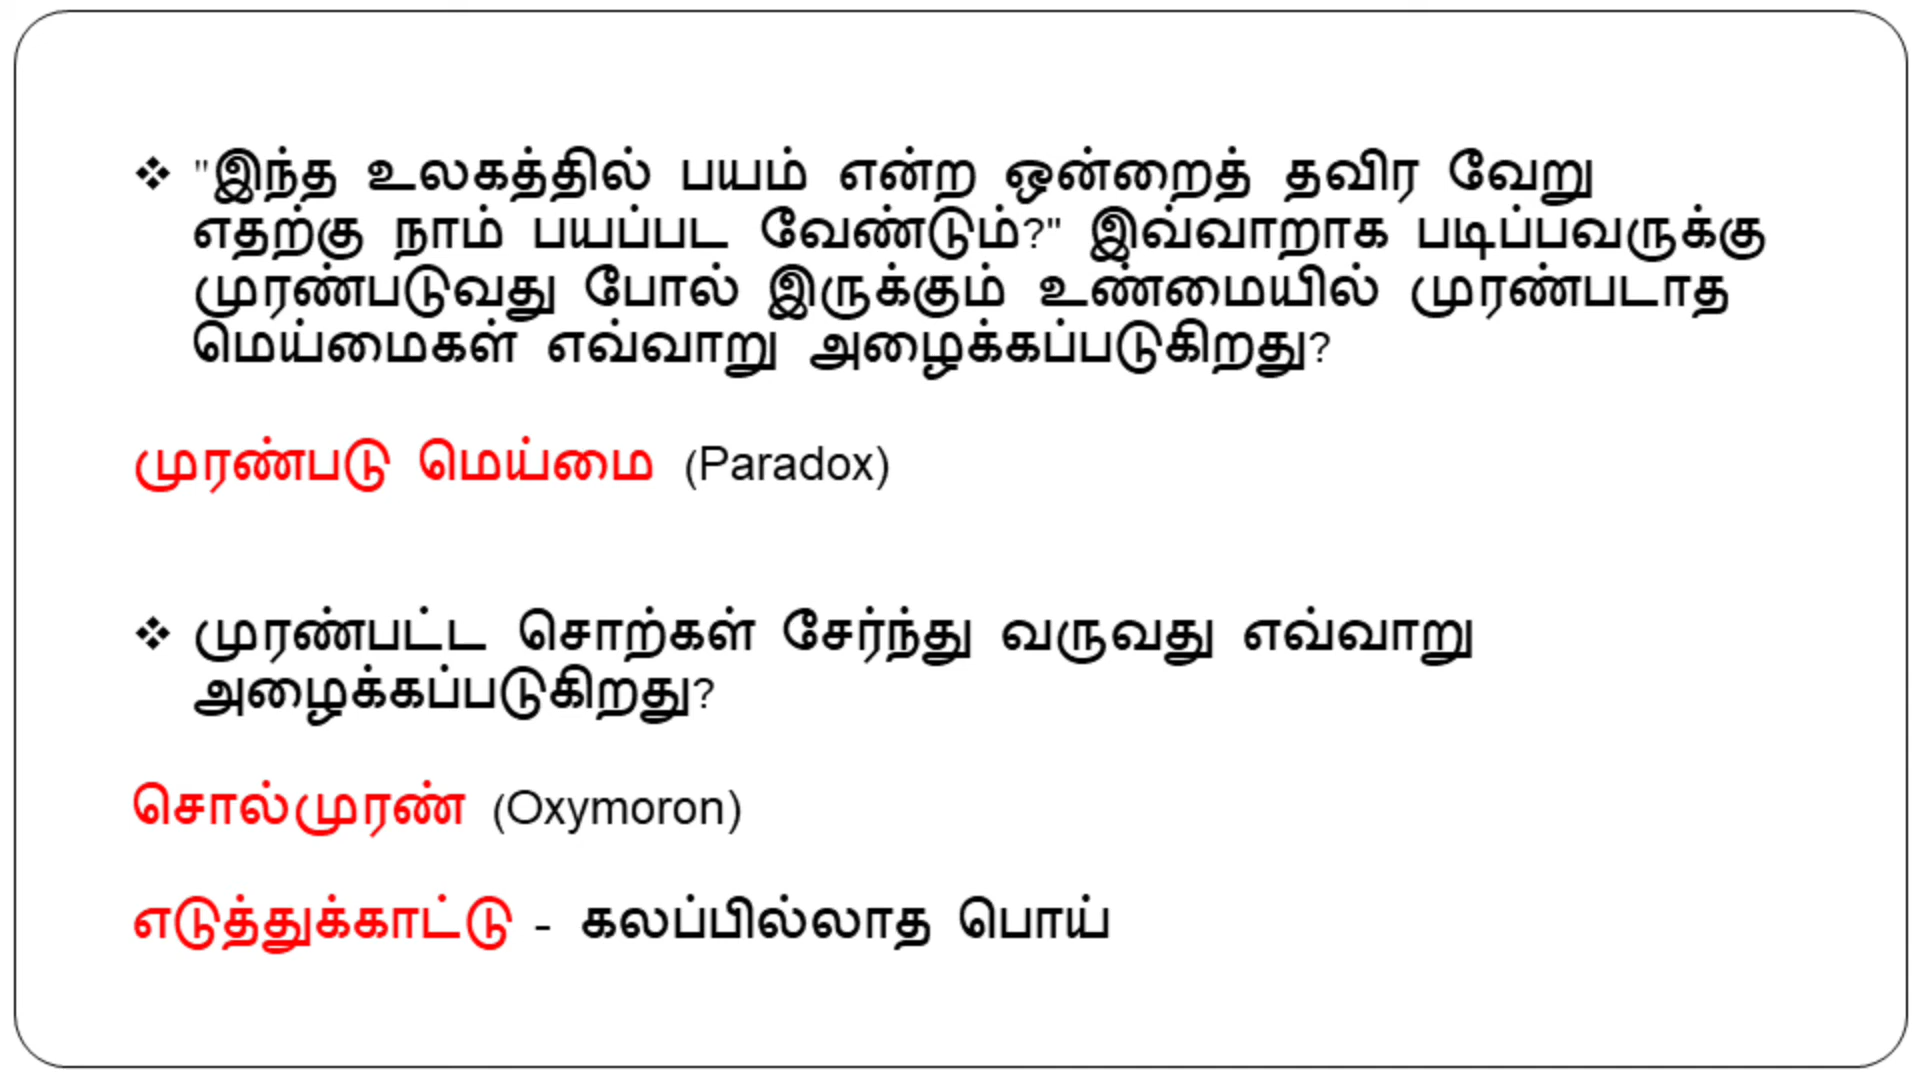 ❖ "இந்த உலகத்தில் பயம் என்ற ஒன்றைத் தவிர வேறு
எதற்கு நாம் பயப்பட வேண்டும்?" இவ்வாறாக படிப்பவருக்கு
முரண்படுவது போல் இருக்கும் உண்மையில் முரண்படாத
மெய்மைகள் எவ்வாறு அழைக்கப்படுகிறது?
முரண்படு மெய்மை (Paradox)
❖ முரண்பட்ட சொற்கள் சேர்ந்து வருவது எவ்வாறு
அழைக்கப்படுகிறது?
சொல்முரண் (Oxymoron)
எடுத்துக்காட்டு - கலப்பில்லாத பொய்